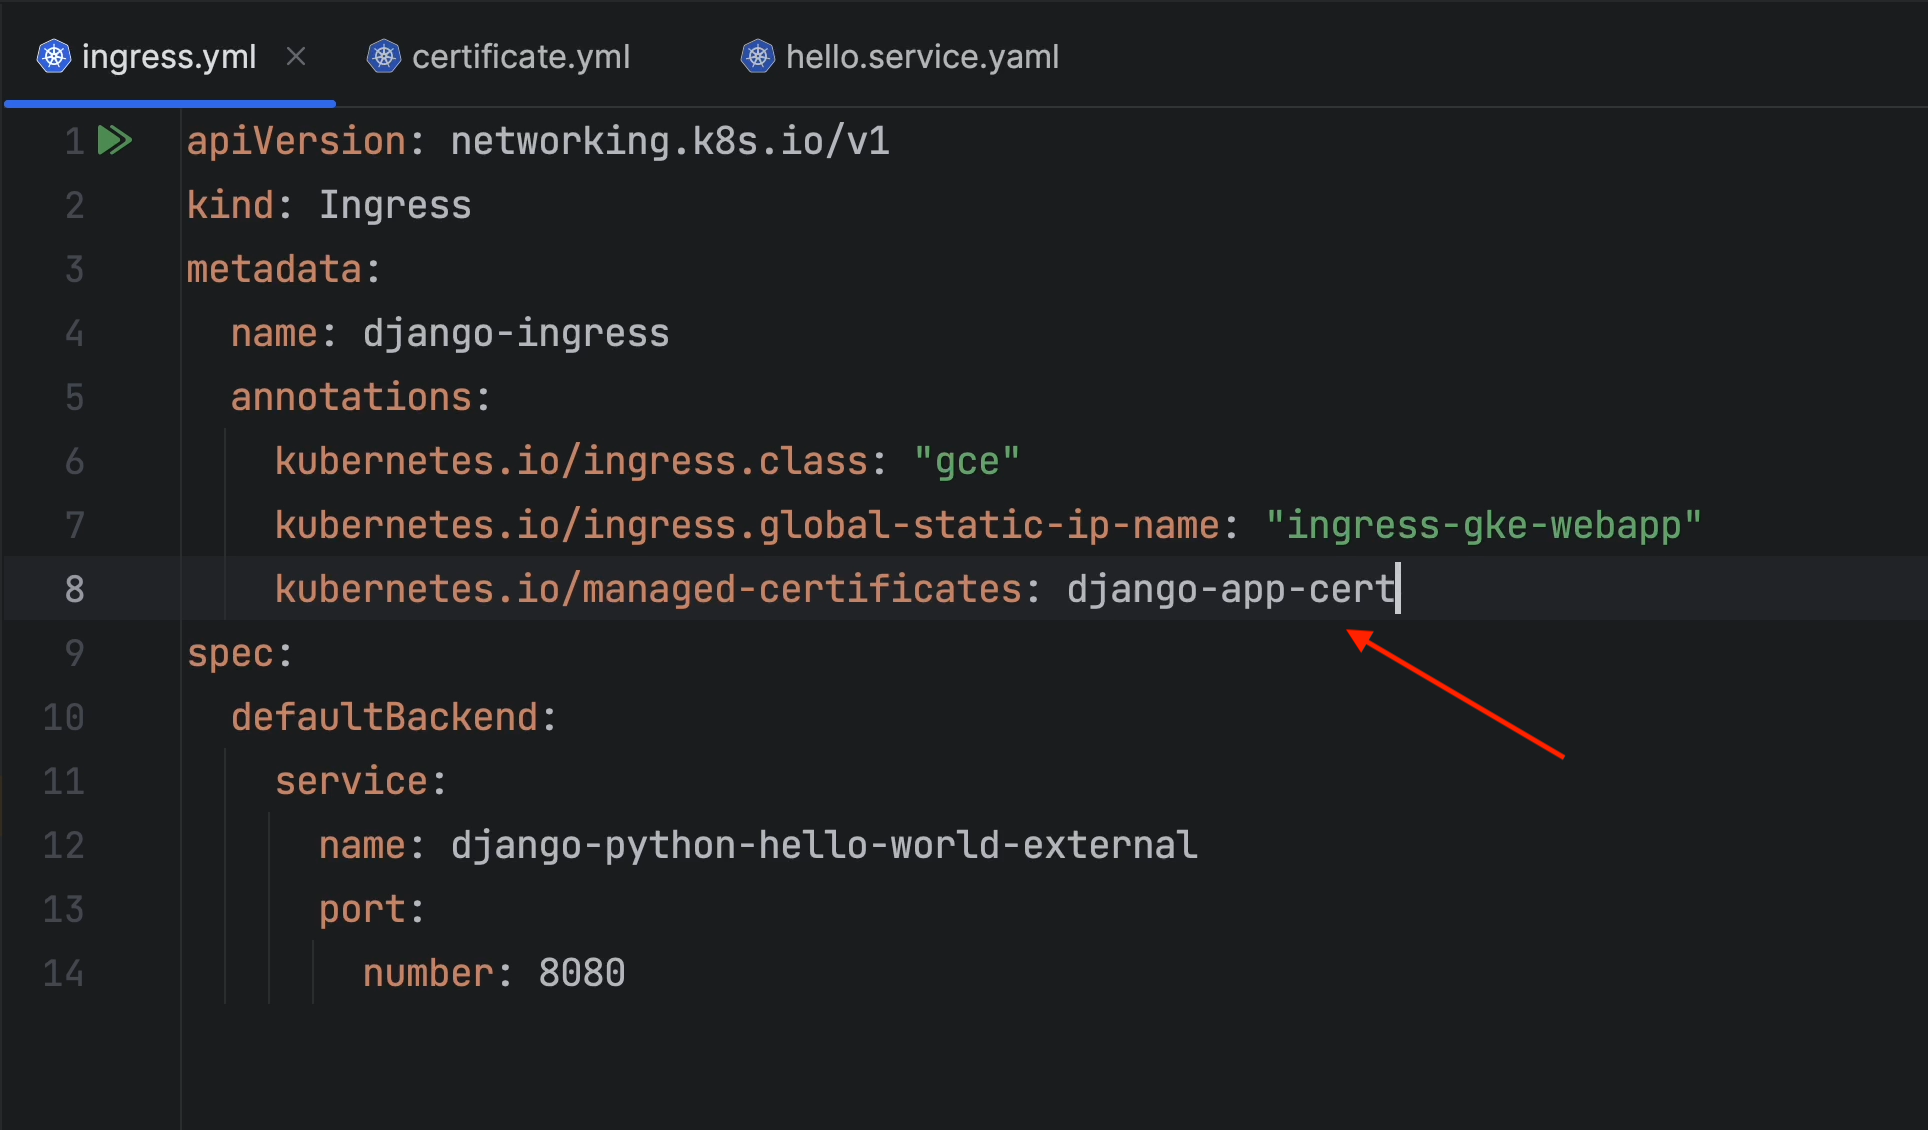 ingress.yml certificate.yml hello.service.yaml
1 apiVersion: networking.k8s.io/v1
2 kind: Ingress
3 metadata:
4 name: django-ingress
5 annotations:
6 kubernetes.io/ingress.class: "gce"
7 kubernetes.io/ingress.global-static-ip-name: "ingress-gke-webapp"
8 kubernetes.io/managed-certificates: django-app-cert
9 spec:
10 defaultBackend:
11 service:
12 name: django-python-hello-world-external
13 port:
14 number: 8080